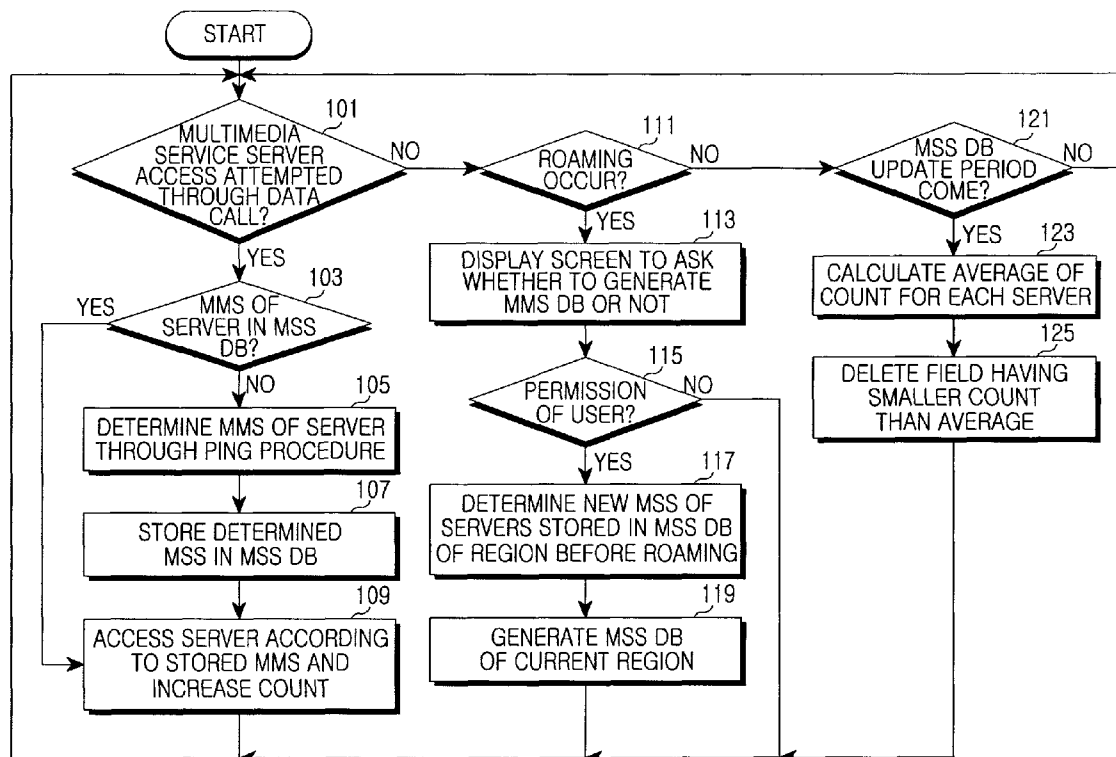 START
101
MULTIMEDIA
SERVICE SERVER
ACCESS ATTEMPTED
THROUGH DATA
CALL?
NO
YES
103
YES
MMS OF
SERVER IN MSS
DB?
NO
105
DETERMINE MMS OF SERVER
THROUGH PING PROCEDURE
107
STORE DETERMINED
MSS IN MSS DB
109
ACCESS SERVER ACCORDING
TO STORED MMS AND
INCREASE COUNT
111
ROAMING
OCCUR?
NO
YES
113
DISPLAY SCREEN TO ASK
WHETHER TO GENERATE
MMS DB OR NOT
115
PERMISSION
OF USER?
NO
YES
117
DETERMINE NEW MSS OF
SERVERS STORED IN MSS DB
OF REGION BEFORE ROAMING
119
GENERATE MSS DB
OF CURRENT REGION
121
MSS DB
UPDATE PERIOD
COME?
NO
YES
123
CALCULATE AVERAGE OF
COUNT FOR EACH SERVER
125
DELETE FIELD HAVING
SMALLER COUNT
THAN AVERAGE